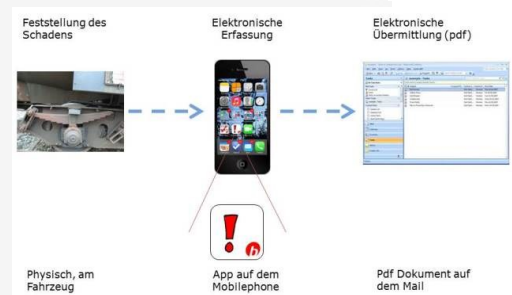 Feststellung des
Schadens
Elektronische
Erfassung
Elektronische
Übermittlung (pdf)
Physisch, am
Fahrzeug
App auf dem
Mobilephone
Pdf Dokument auf
dem Mail